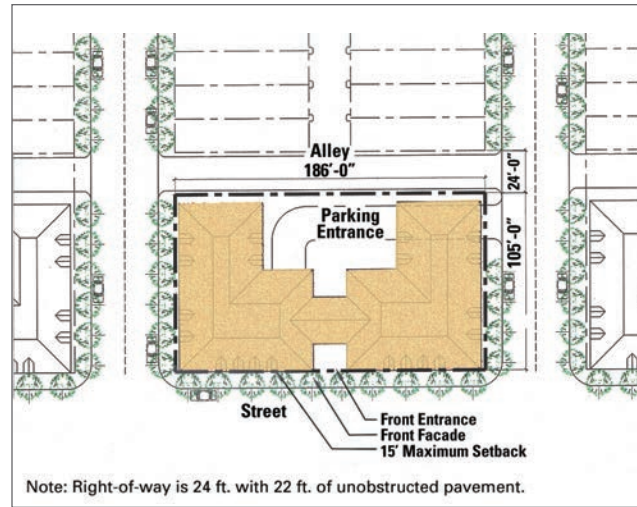 Alley
186'-0"
24'-0"
Parking
Entrance
105'-0"
Street
Front Entrance
Front Facade
15' Maximum Setback
Note: Right-of-way is 24 ft. with 22 ft. of unobstructed pavement.